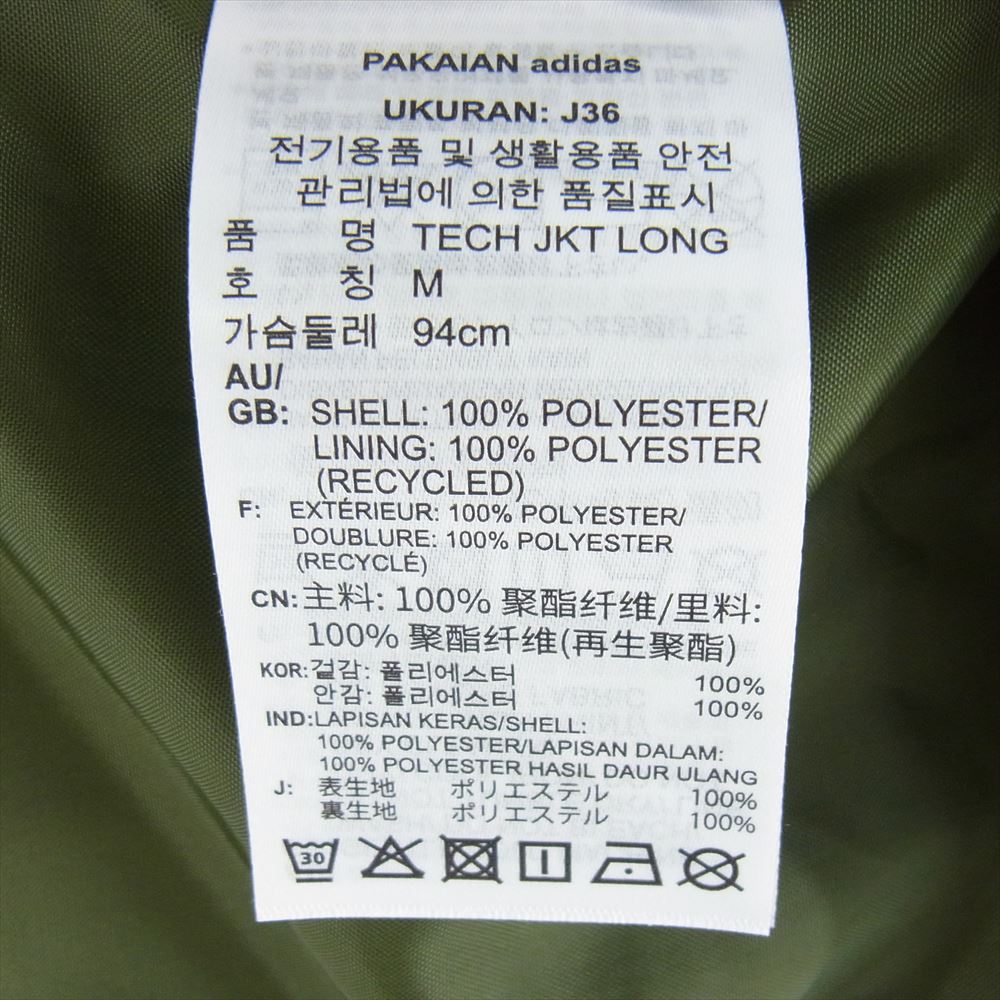 PAKAIAN adidas
UKURAN: J36
전기용품 및 생활용품 안전
관리법에 의한 품질표시
품 명 TECH JKT LONG
호 칭 M
가슴둘레 94cm
AU/
GB: SHELL: 100% POLYESTER/
LINING: 100% POLYESTER
(RECYCLED)
F: EXTÉRIEUR: 100% POLYESTER/
DOUBLURE: 100% POLYESTER
(RECYCLÉ)
CN: 主料: 100% 聚酯纤维/里料:
100% 聚酯纤维(再生聚酯)
KOR: 겉감: 폴리에스터 100%
안감: 폴리에스터 100%
IND: LAPISAN KERAS/SHELL:
100% POLYESTER/LAPISAN DALAM:
100% POLYESTER HASIL DAUR ULANG
J: 表生地 ポリエステル 100%
裏生地 ポリエステル 100%
30